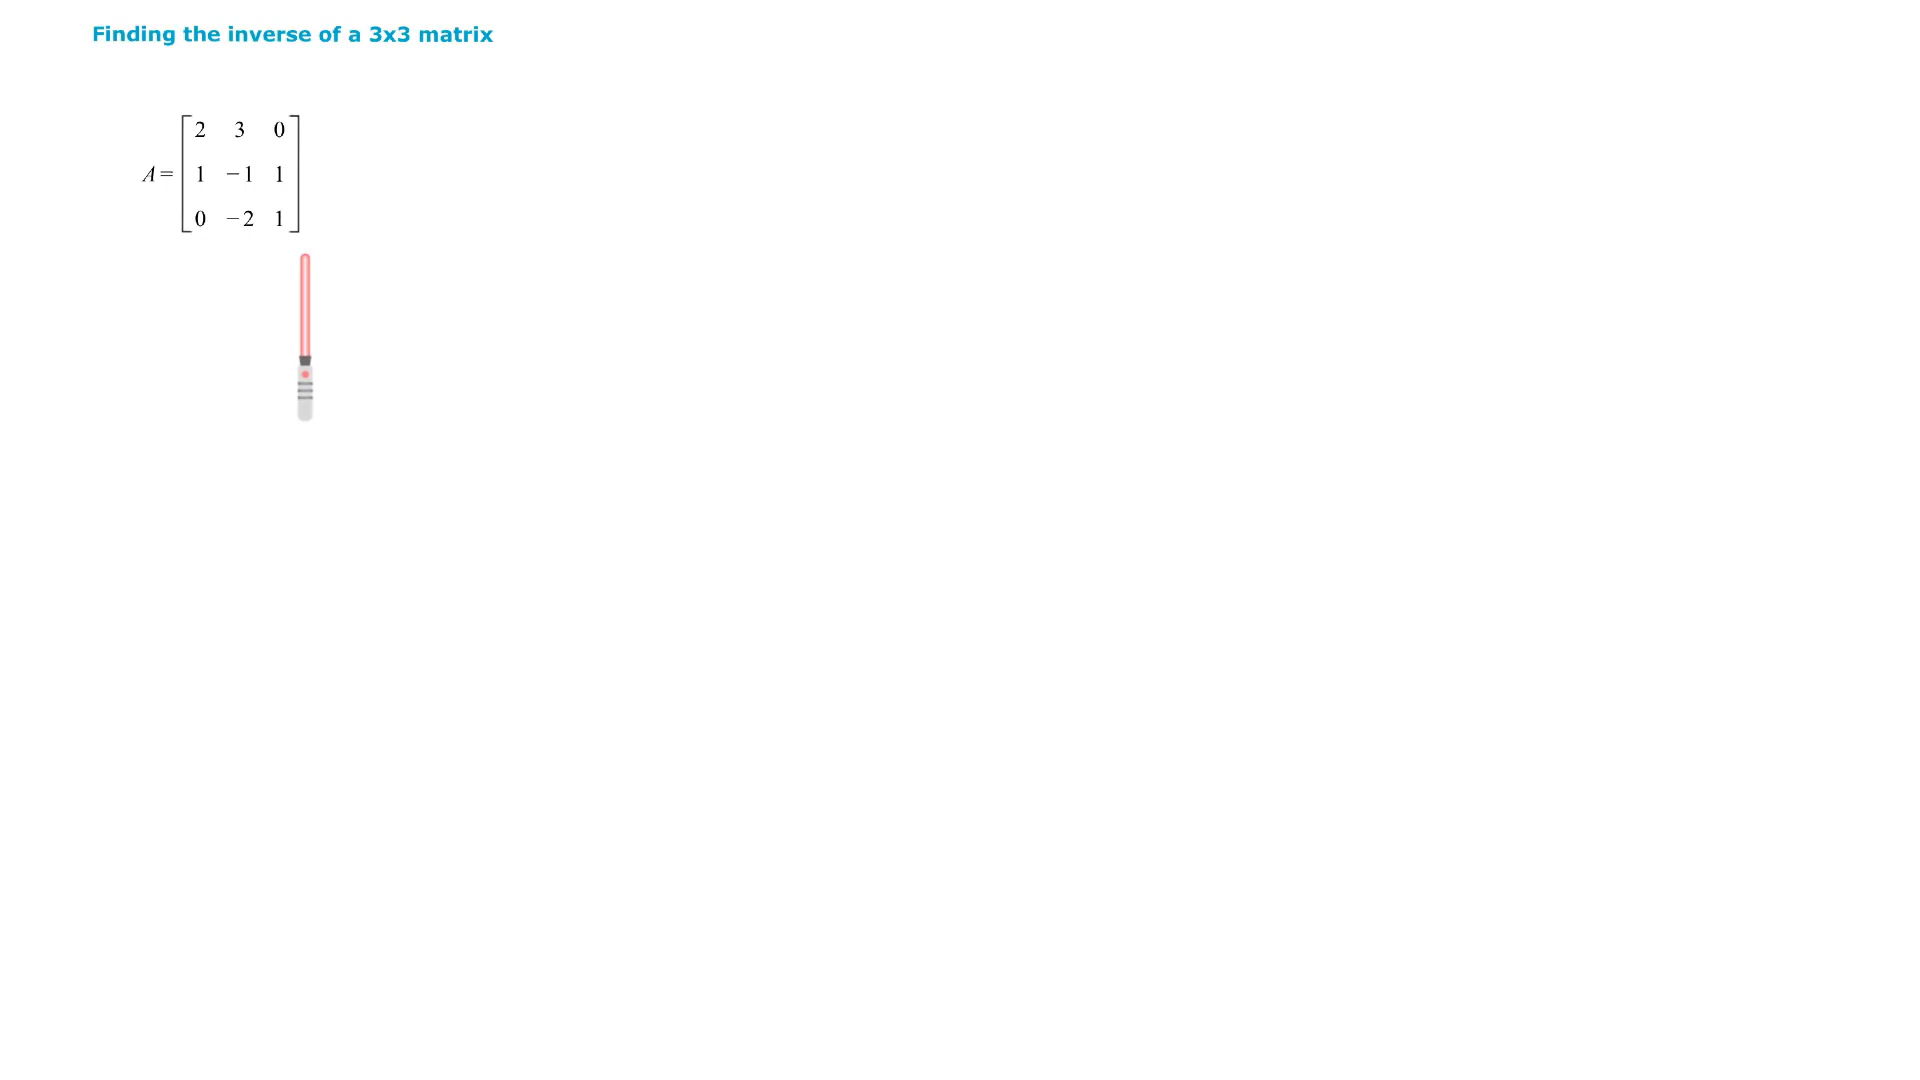 Finding the inverse of a 3x3 matrix
2 3 0
A= 1 −1 1
0 −2 1